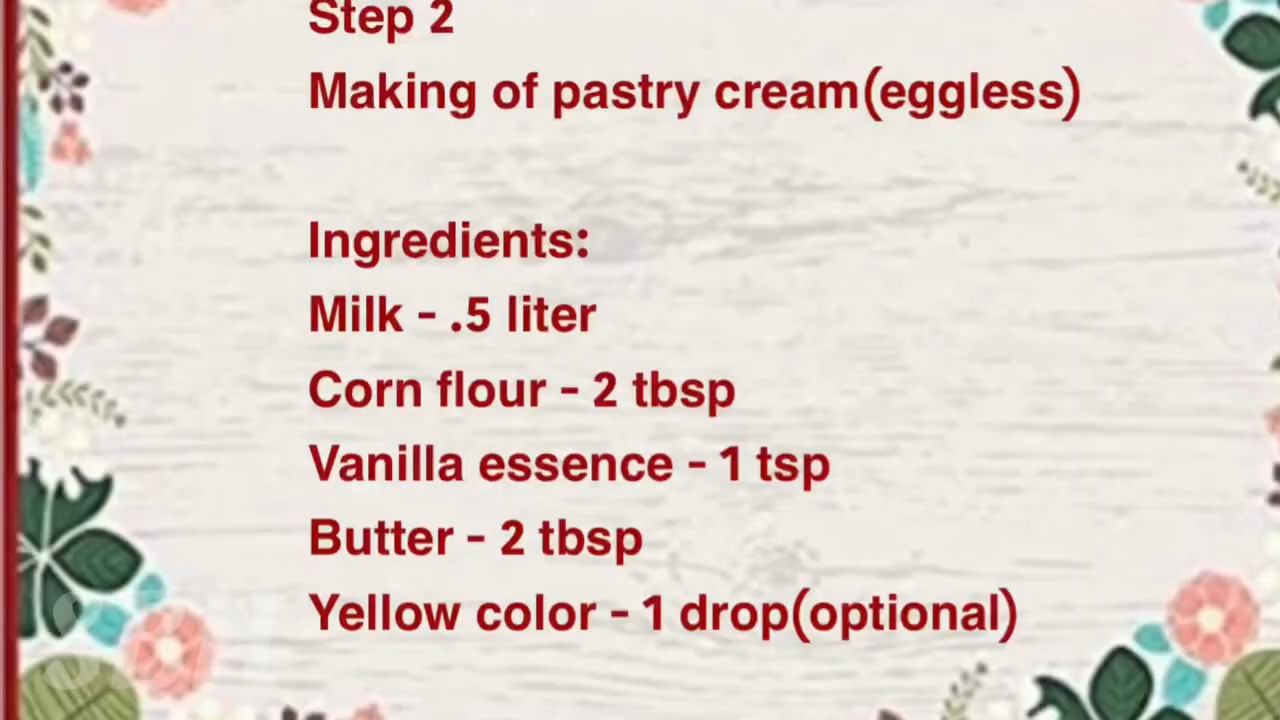 Step 2
Making of pastry cream(eggless)
Ingredients:
Milk - .5 liter
Corn flour - 2 tbsp
Vanilla essence - 1 tsp
Butter - 2 tbsp
Yellow color - 1 drop(optional)